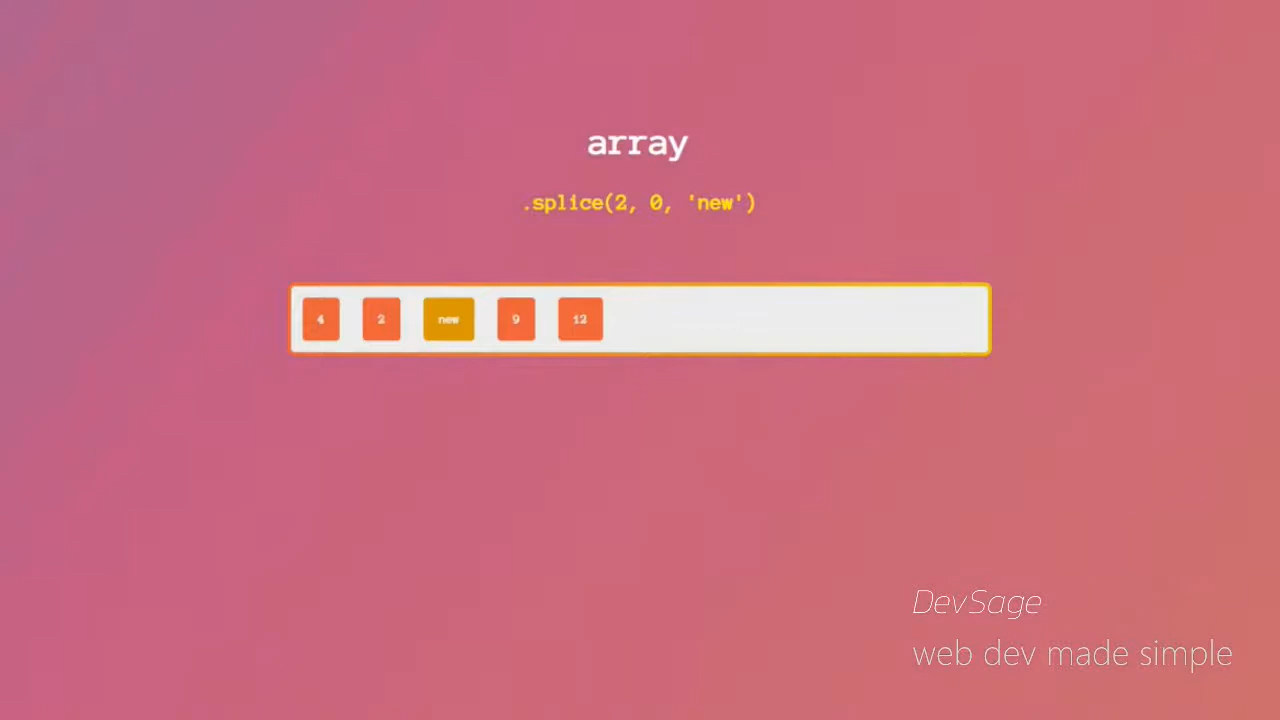 array
.splice(2, 0, 'new')
4 2 new 9 12
DevSage
web dev made simple